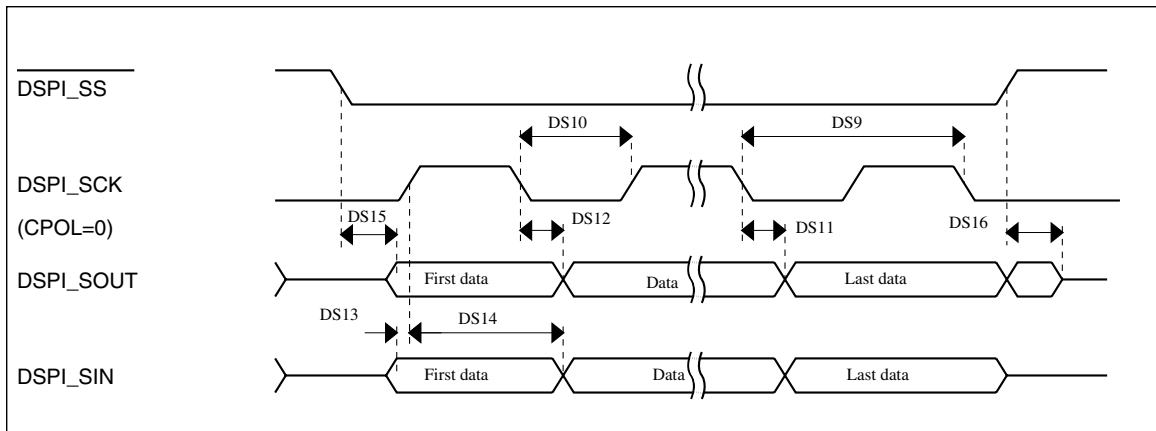 DSPI_SS
DS10
DS9
DSPI_SCK
(CPOL=0)
DS15
DS12
DS11
DS16
DSPI_SOUT
First data
Data
Last data
DS13
DS14
DSPI_SIN
First data
Data
Last data